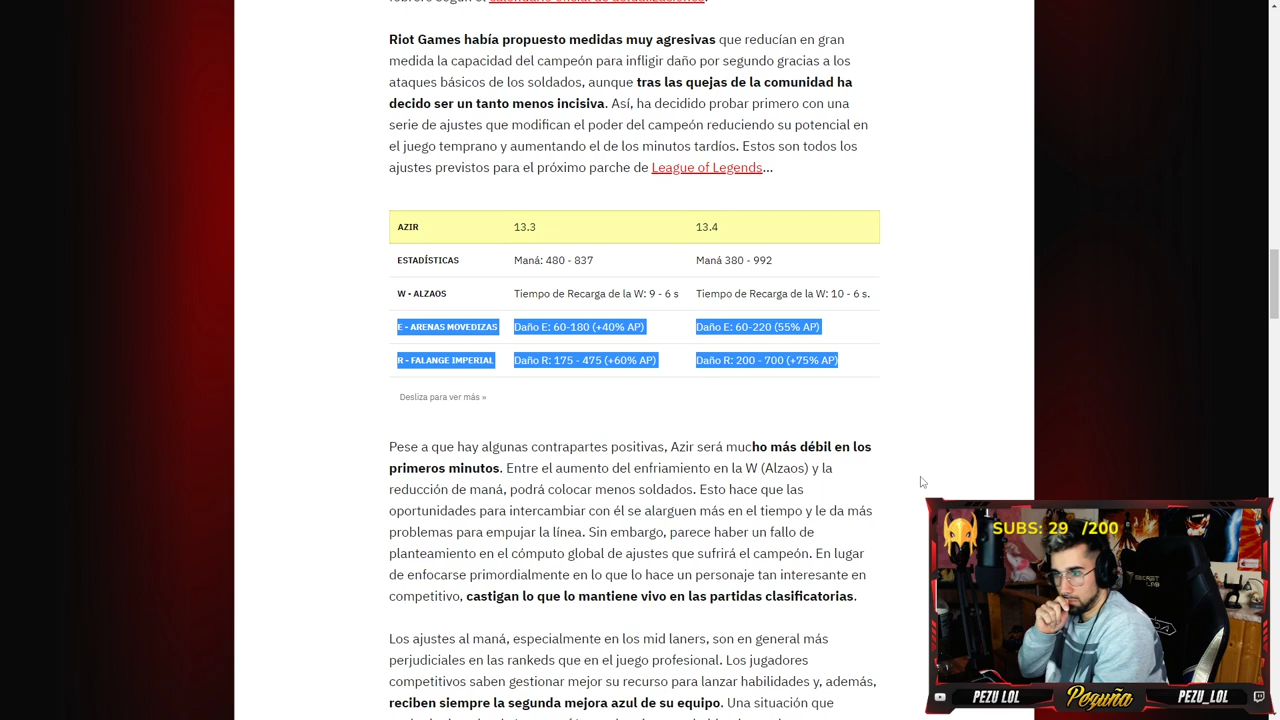 febrero según el calendario oficial de actualizaciones.
Riot Games había propuesto medidas muy agresivas que reducían en gran
medida la capacidad del campeón para infligir daño por segundo gracias a los
ataques básicos de los soldados, aunque tras las quejas de la comunidad ha
decido ser un tanto menos incisiva. Así, ha decidido probar primero con una
serie de ajustes que modifican el poder del campeón reduciendo su potencial en
el juego temprano y aumentando el de los minutos tardíos. Estos son todos los
ajustes previstos para el próximo parche de League of Legends...
AZIR 13.3 13.4
ESTADÍSTICAS Maná: 480 - 837 Maná 380 - 992
W - ALZAOS Tiempo de Recarga de la W: 9 - 6 s Tiempo de Recarga de la W: 10 - 6 s.
E - ARENAS MOVEDIZAS Daño E: 60-180 (+40% AP) Daño E: 60-220 (55% AP)
R - FALANGE IMPERIAL Daño R: 175 - 475 (+60% AP) Daño R: 200 - 700 (+75% AP)
Desliza para ver más »
Pese a que hay algunas contrapartes positivas, Azir será mucho más débil en los
primeros minutos. Entre el aumento del enfriamiento en la W (Alzaos) y la
reducción de maná, podrá colocar menos soldados. Esto hace que las
oportunidades para intercambiar con él se alarguen más en el tiempo y le da más
problemas para empujar la línea. Sin embargo, parece haber un fallo de
planteamiento en el cómputo global de ajustes que sufrirá el campeón. En lugar
de enfocarse primordialmente en lo que lo hace un personaje tan interesante en
competitivo, castigan lo que lo mantiene vivo en las partidas clasificatorias.
Los ajustes al maná, especialmente en los mid laners, son en general más
perjudiciales en las rankeds que en el juego profesional. Los jugadores
competitivos saben gestionar mejor su recurso para lanzar habilidades y, además,
reciben siempre la segunda mejora azul de su equipo. Una situación que
SUBS: 29 /200
SECRET LAB
PEZU LOL
Pezuña
PEZU_LOL